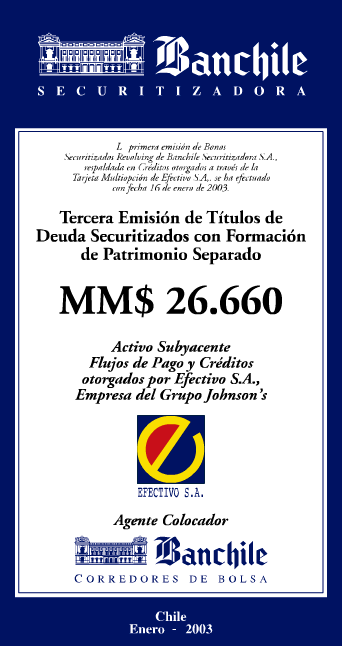 Banchile
SECURITIZADORA
L primera emisión de Bonos
Securitizados Revolving de Banchile Securitizadora S.A.,
respaldada en Créditos otorgados a través de la
Tarjeta Multiopción de Efectivo S.A,. se ha efectuado
con fecha 16 de enero de 2003.
Tercera Emisión de Títulos de
Deuda Securitizados con Formación
de Patrimonio Separado
MM$ 26.660
Activo Subyacente
Flujos de Pago y Créditos
otorgados por Efectivo S.A.,
Empresa del Grupo Johnson's
EFECTIVO S.A.
Agente Colocador
Banchile
CORREDORES DE BOLSA
Chile
Enero - 2003